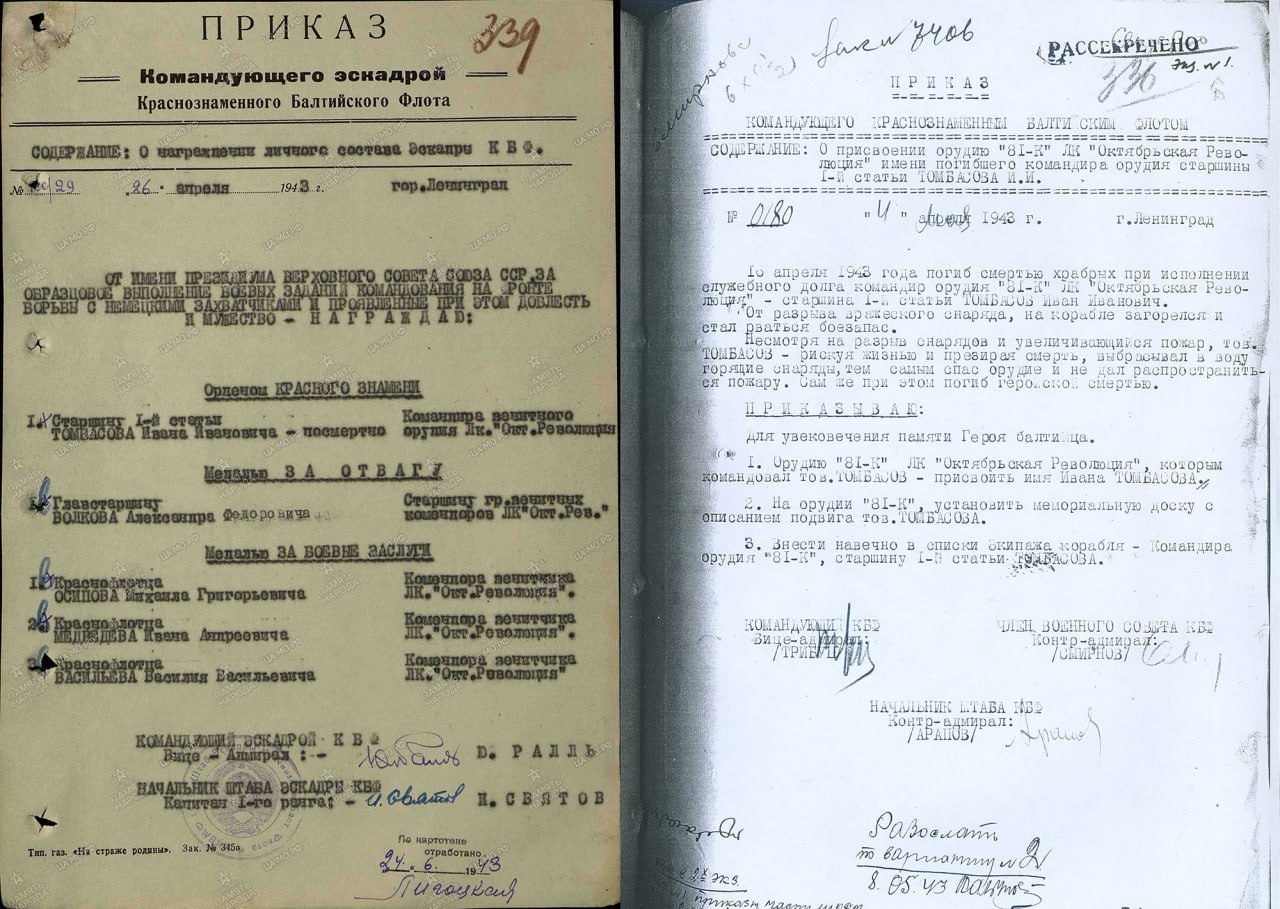 ПРИКАЗ
339
Командующего эскадрой
Краснознаменного Балтийского Флота
СОДЕРЖАНИЕ: О награждении личного состава Эскадры К Б Ф.
№ /29 „26" апреля 1943 г. гор.Ленинград
ОТ ИМЕНИ ПРЕЗИДИУМА ВЕРХОВНОГО СОВЕТА СОЮЗА ССР,ЗА
ОБРАЗЦОВОЕ ВЫПОЛНЕНИЕ БОЕВЫХ ЗАДАНИЙ КОМАНДОВАНИЯ НА ФРОНТЕ
БОРЬБЫ С НЕМЕЦКИМИ ЗАХВАТЧИКАМИ И ПРОЯВЛЕННЫЕ ПРИ ЭТОМ ДОБЛЕСТЬ
И МУЖЕСТВО - Н А Г Р А Ж Д А Ю:
Орденом КРАСНОГО ЗНАМЕНИ
1. Старшину 1-й статьи Командира зенитного
ТОМБАСОВА Ивана Ивановича - посмертно орудия Лк."Окт.Революция
Медалью З А О Т В А Г У
Главстаршину Старшину гр.зенитных
ВОЛКОВА Александра Федоровича комендоров ЛК"Окт.Рев."
Медалью ЗА БОЕВЫЕ ЗАСЛУГИ
1. Краснофлотца Комендора зенитчика
ОСИПОВА Михаила Григорьевича ЛК."Окт.Революция".
2. Краснофлотца Комендора зенитчика
МЕДВЕДЕВА Ивана Андреевича ЛК."Окт.Революция".
3. Краснофлотца Комендора зенитчика
ВАСИЛЬЕВА Василия Васильевича ЛК."Окт.Революция"
КОМАНДУЮЩИЙ ЭСКАДРОЙ К Б Ф
Вице - Адмирал : - Ю. РАЛЛЬ
НАЧАЛЬНИК ШТАБА ЭСКАДРЫ КБФ
Капитан 1-го ранга: - И.СВЯТОВ
Тип. газ. «На страже родины». Зак. № 345а
По картотеке
отработано
24 „ 6 1943
РАССЕКРЕЧЕНО
7406
Экз. № 1.
336
П Р И К А З
КОМАНДУЮЩЕГО КРАСНОЗНАМЕННЫМ БАЛТИЙСКИМ ФЛОТОМ
СОДЕРЖАНИЕ: О присвоении орудию "81-К" ЛК "Октябрьская Рево-
люция" имени погибшего командира орудия старшины
1-й статьи ТОМБАСОВА И.И.
№ 0180 "4" мая 1943 г. г.Ленинград
16 апреля 1943 года погиб смертью храбрых при исполнении
служебного долга командир орудия "81-К" ЛК "Октябрьская Рево-
люция" - старшина 1-й статьи ТОМБАСОВ Иван Иванович.
От разрыва вражеского снаряда, на корабле загорелся и
стал рваться боезапас.
Несмотря на разрыв снарядов и увеличивающийся пожар, тов.
ТОМБАСОВ - рискуя жизнью и презирая смерть, выбрасывал в воду
горящие снаряды,тем самым спас орудие и не дал распространить-
ся пожару. Сам же при этом погиб геройской смертью.
П Р И К А З Ы В А Ю:
Для увековечения памяти Героя балтийца.
1. Орудию "81-К" ЛК "Октябрьская Революция", которым
командовал тов.ТОМБАСОВ - присвоить имя Ивана ТОМБАСОВА.
2. На орудии "81-К", установить мемориальную доску с
описанием подвига тов.ТОМБАСОВА.
3. Внести навечно в списки экипажа корабля - Командира
орудия "81-К", старшину 1-й статьи ТОМБАСОВА.
КОМАНДУЮЩИЙ КБФ ЧЛЕН ВОЕННОГО СОВЕТА КБФ
Вице-адмирал: Контр-адмирал:
/ТРИБУЦ/ /СМИРНОВ/
НАЧАЛЬНИК ШТАБА КБФ
Контр-адмирал:
/АРАПОВ/
Разослать
по варианту № 2
8.05.43